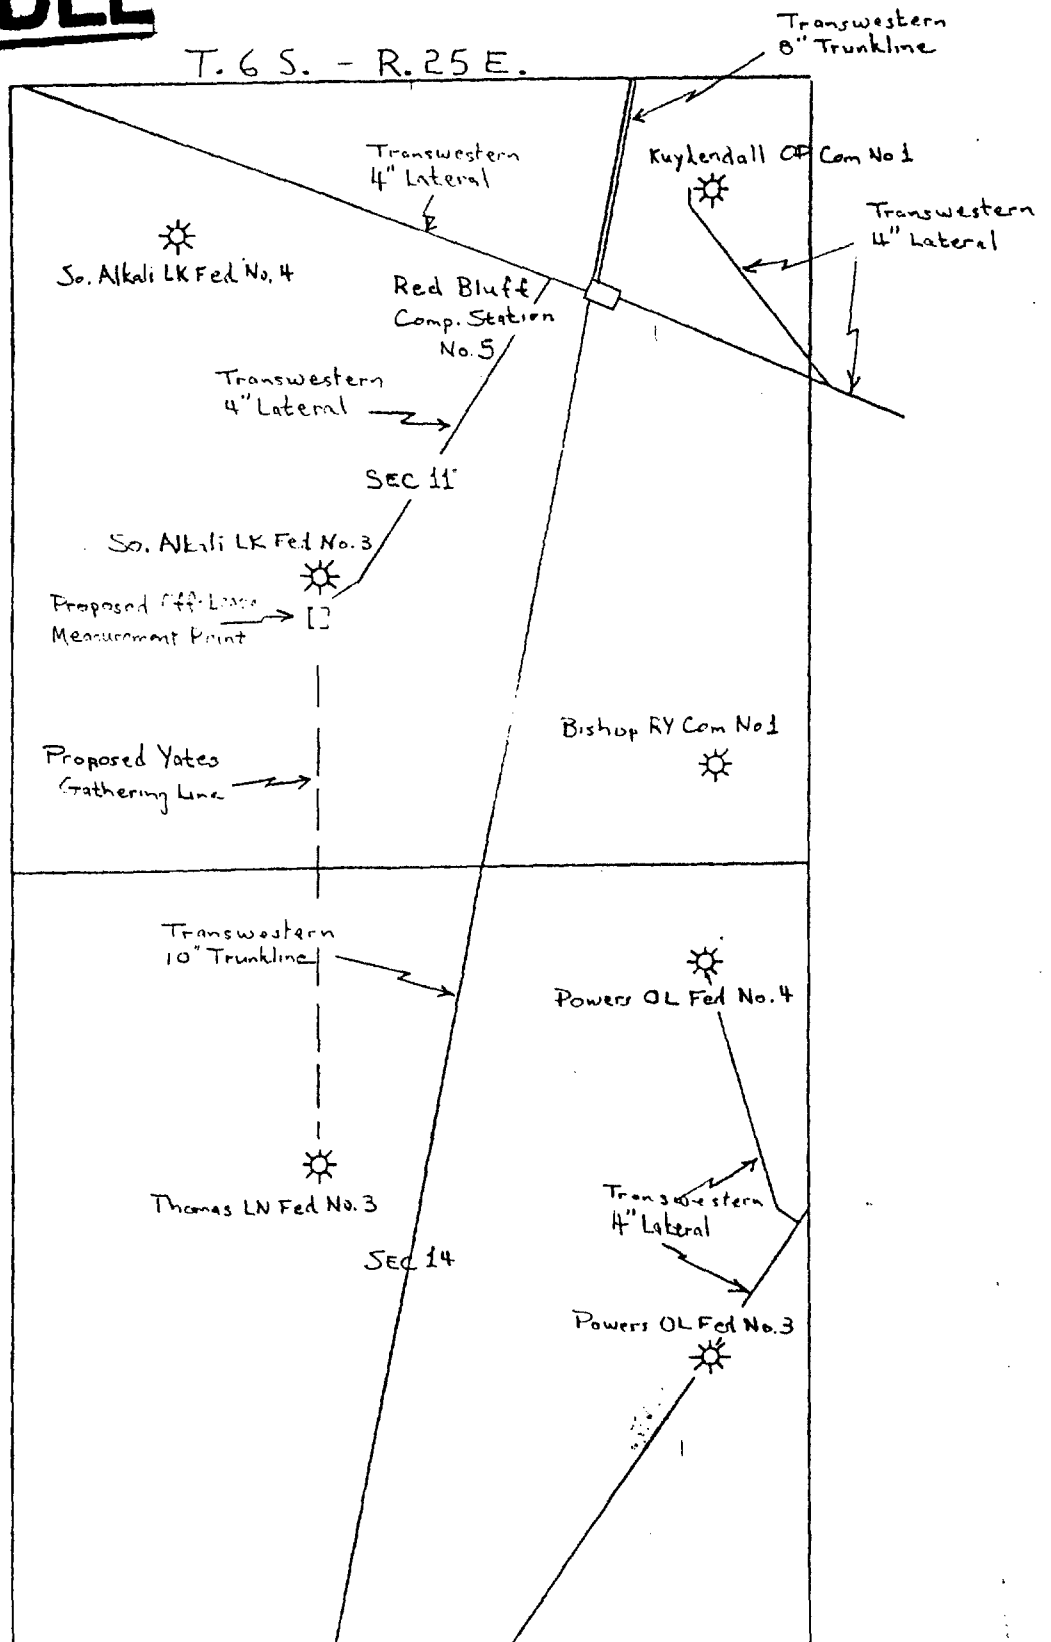 T. 6 S. - R. 25 E.
Transwestern
8" Trunkline
Transwestern
4" Lateral
Kuykendall OP Com No 1
Transwestern
4" Lateral
So. Alkali LK Fed No. 4
Red Bluff
Comp. Station
No. 5
Transwestern
4" Lateral
SEC 11
So. Alkali LK Fed No. 3
Proposed Off-Lease
Measurement Point
Bishop RY Com No 1
Proposed Yates
Gathering Line
Transwestern
10" Trunkline
Powers OL Fed No. 4
Thomas LN Fed No. 3
Transwestern
4" Lateral
SEC 14
Powers OL Fed No. 3